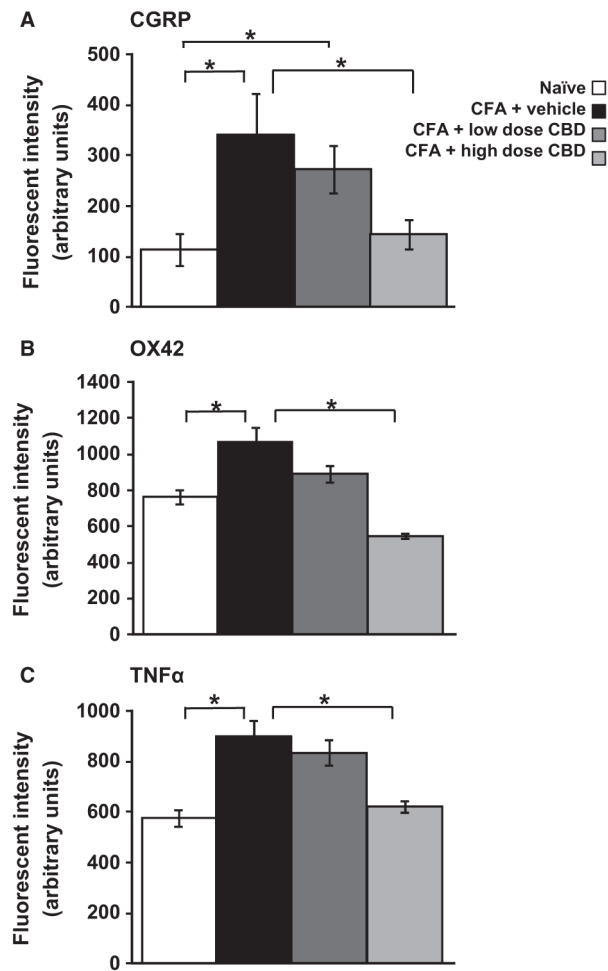 A
CGRP
*
*
*
500
400
300
200
100
0
Fluorescent intensity
(arbitrary units)
Naïve
CFA + vehicle
CFA + low dose CBD
CFA + high dose CBD
B
OX42
*
*
1400
1200
1000
800
600
400
200
0
Fluorescent intensity
(arbitrary units)
C
TNFα
*
*
1000
800
600
400
200
0
Fluorescent intensity
(arbitrary units)